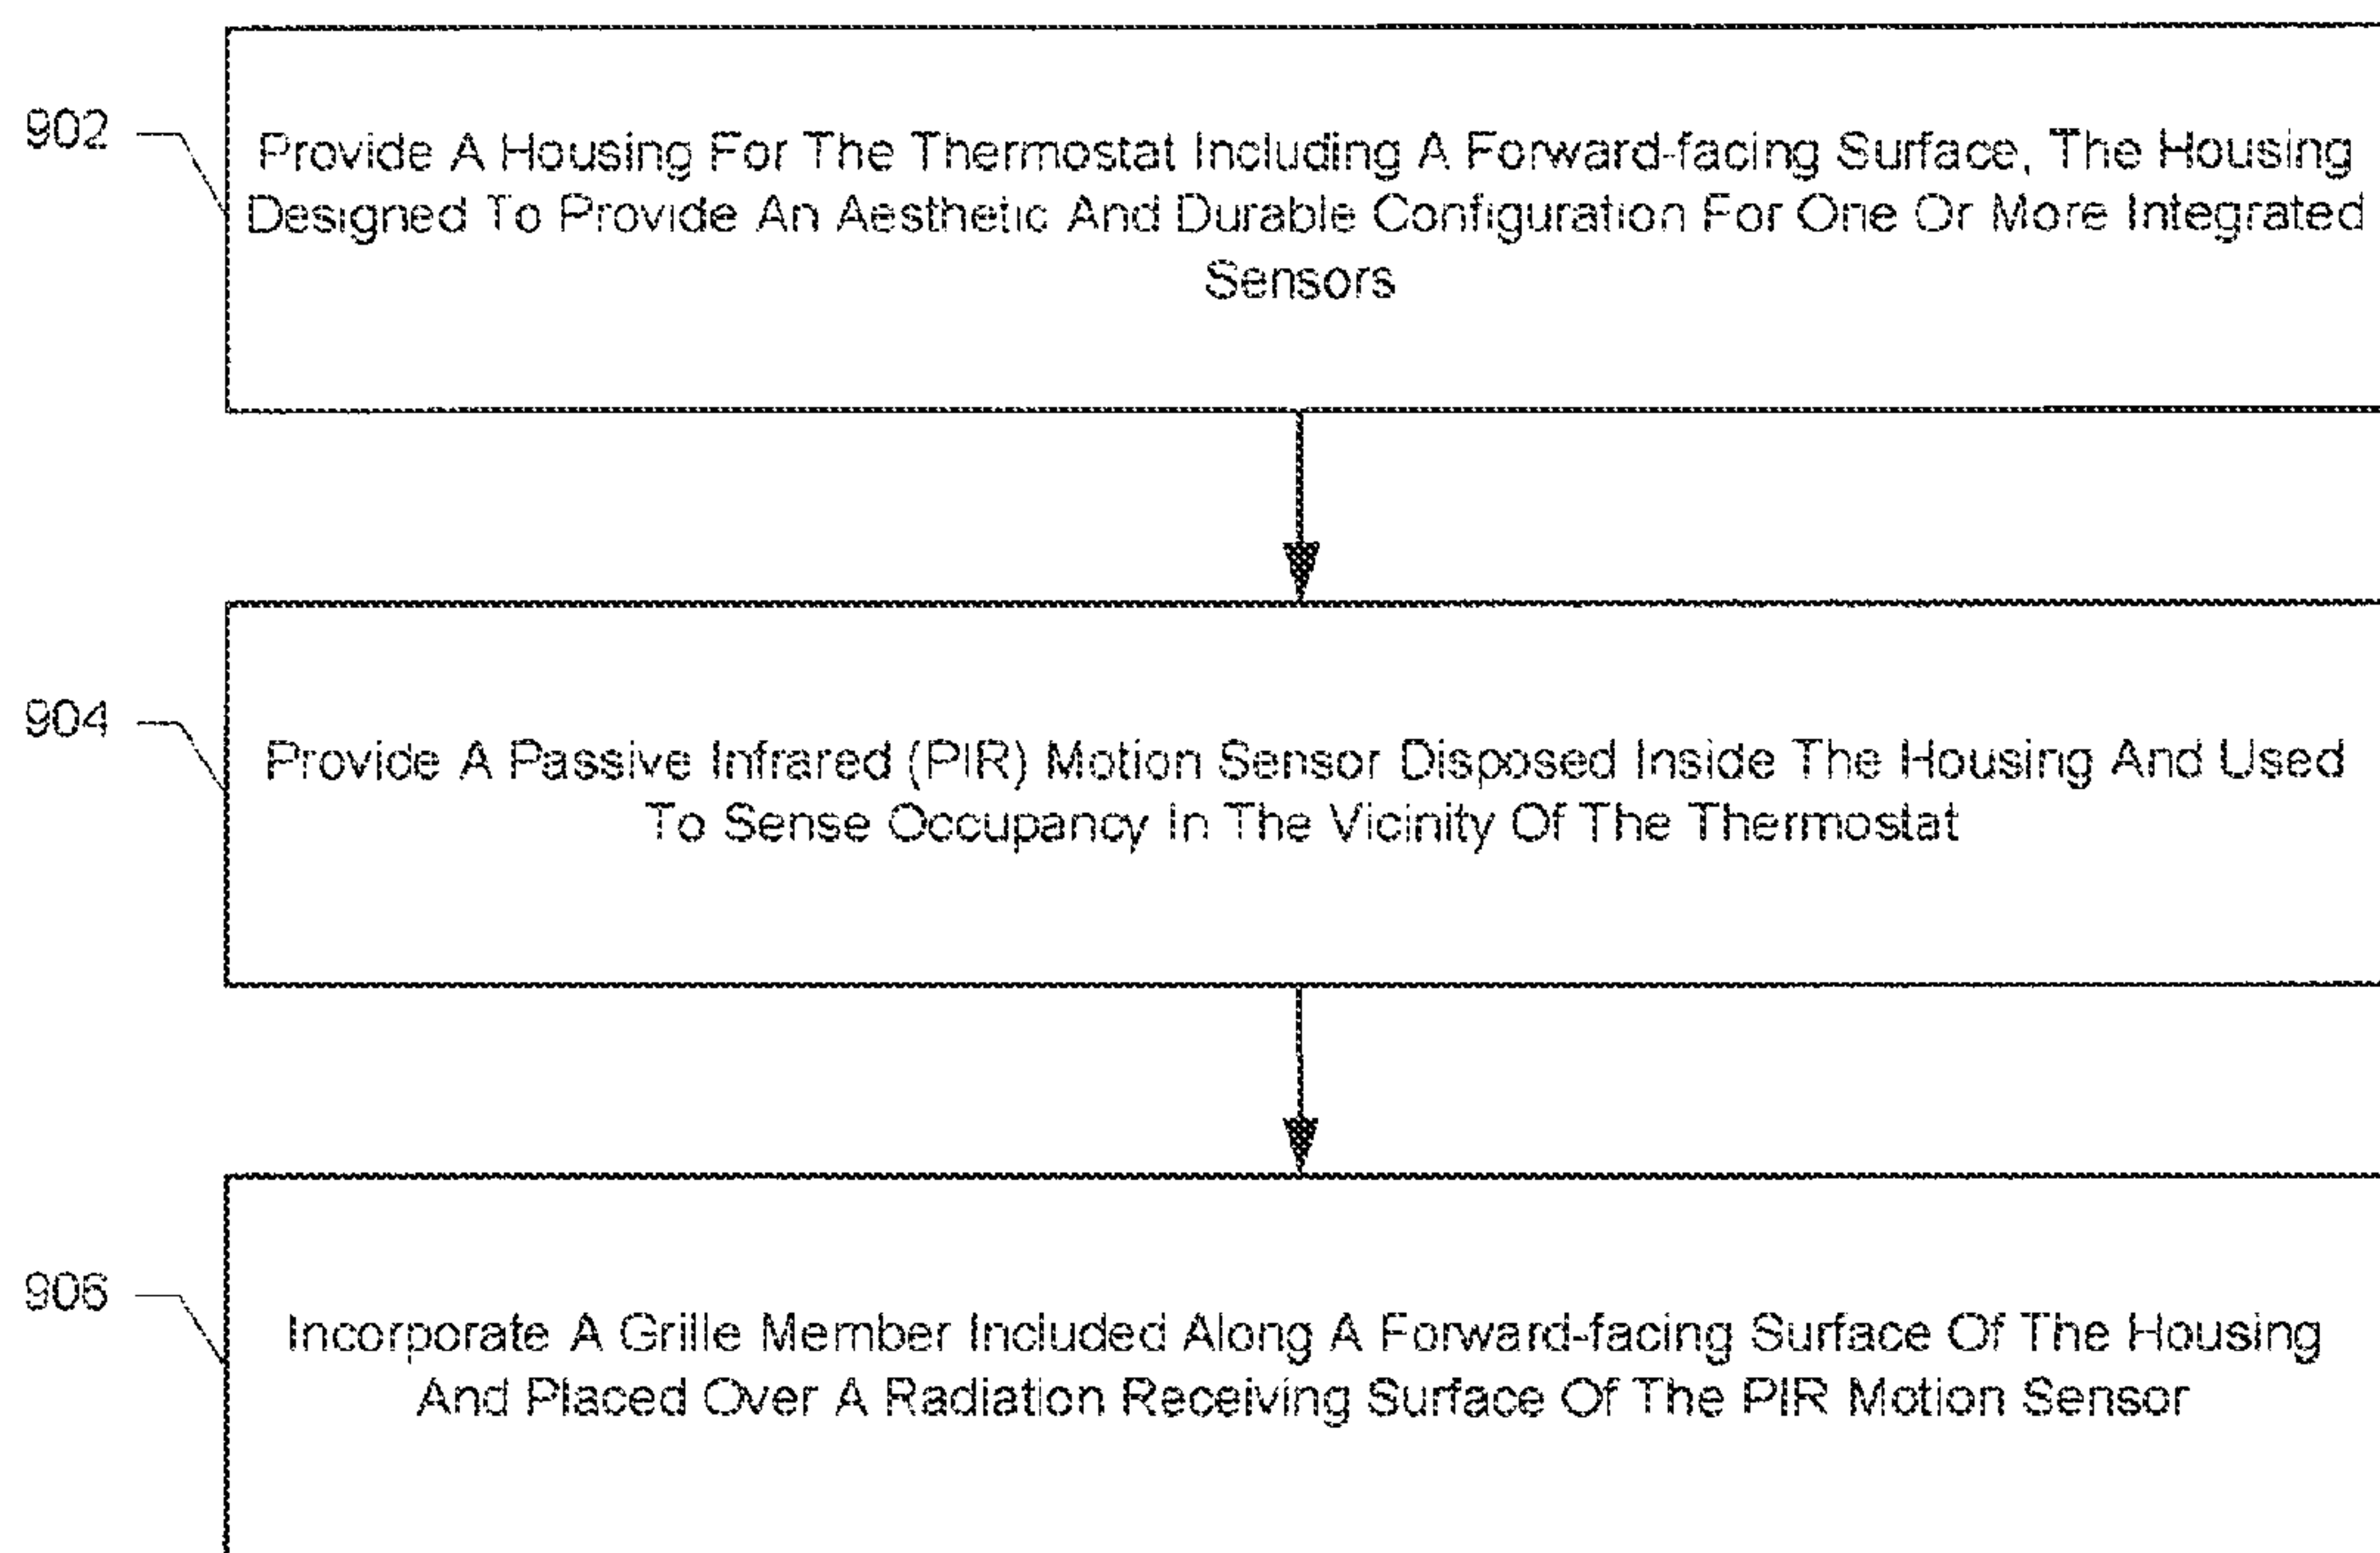 902
Provide A Housing For The Thermostat Including A Forward-facing Surface, The Housing
Designed To Provide An Aesthetic And Durable Configuration For One Or More Integrated
Sensors
904
Provide A Passive Infrared (PIR) Motion Sensor Disposed Inside The Housing And Used
To Sense Occupancy In The Vicinity Of The Thermostat
906
Incorporate A Grille Member Included Along A Forward-facing Surface Of The Housing
And Placed Over A Radiation Receiving Surface Of The PIR Motion Sensor